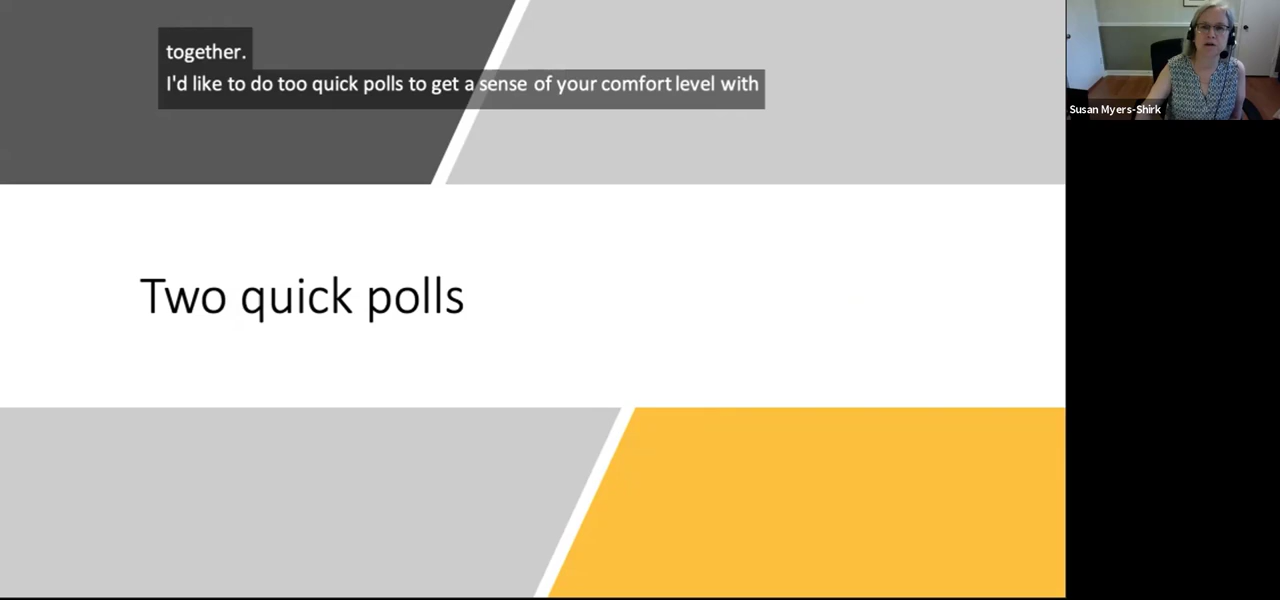 together.
I'd like to do too quick polls to get a sense of your comfort level with
Susan Myers-Shirk
Two quick polls